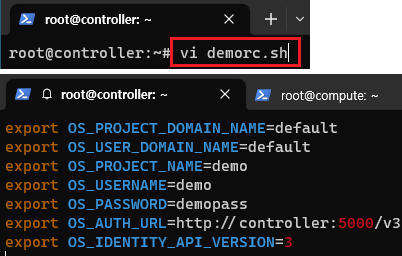 root@controller: ~
root@controller:~# vi demorc.sh
root@controller: ~
root@compute: ~
export OS_PROJECT_DOMAIN_NAME=default
export OS_USER_DOMAIN_NAME=default
export OS_PROJECT_NAME=demo
export OS_USERNAME=demo
export OS_PASSWORD=demopass
export OS_AUTH_URL=http://controller:5000/v3
export OS_IDENTITY_API_VERSION=3